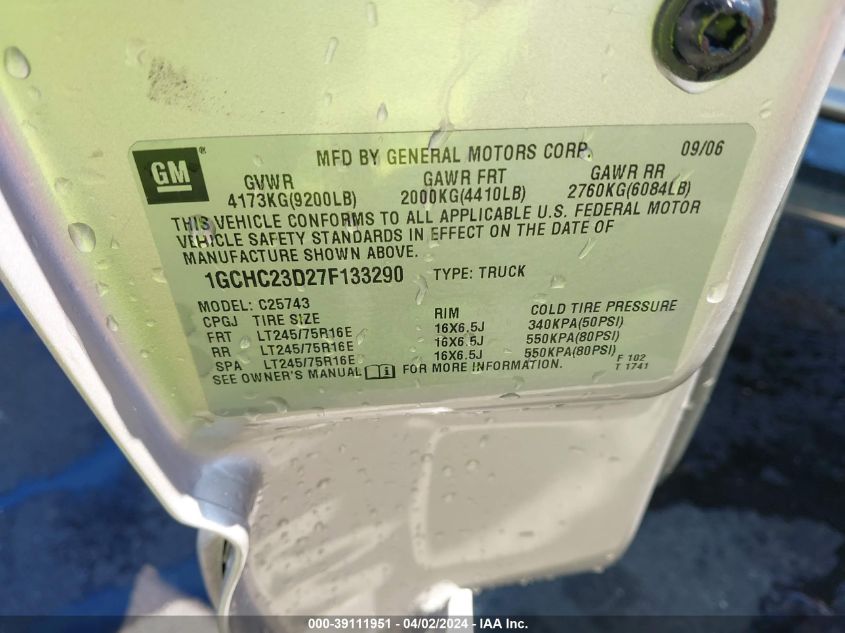 GM ®
MFD BY GENERAL MOTORS CORP. 09/06
GVWR GAWR FRT GAWR RR
4173KG(9200LB) 2000KG(4410LB) 2760KG(6084LB)
THIS VEHICLE CONFORMS TO ALL APPLICABLE U.S. FEDERAL MOTOR
VEHICLE SAFETY STANDARDS IN EFFECT ON THE DATE OF
MANUFACTURE SHOWN ABOVE.
1GCHC23D27F133290 TYPE: TRUCK
MODEL: C25743
CPGJ TIRE SIZE RIM COLD TIRE PRESSURE
FRT LT245/75R16E 16X6.5J 340KPA(50PSI)
RR LT245/75R16E 16X6.5J 550KPA(80PSI)
SPA LT245/75R16E 16X6.5J 550KPA(80PSI)
SEE OWNER'S MANUAL FOR MORE INFORMATION.
F 102
T 1741
000-39111951 - 04/02/2024 - IAA Inc.